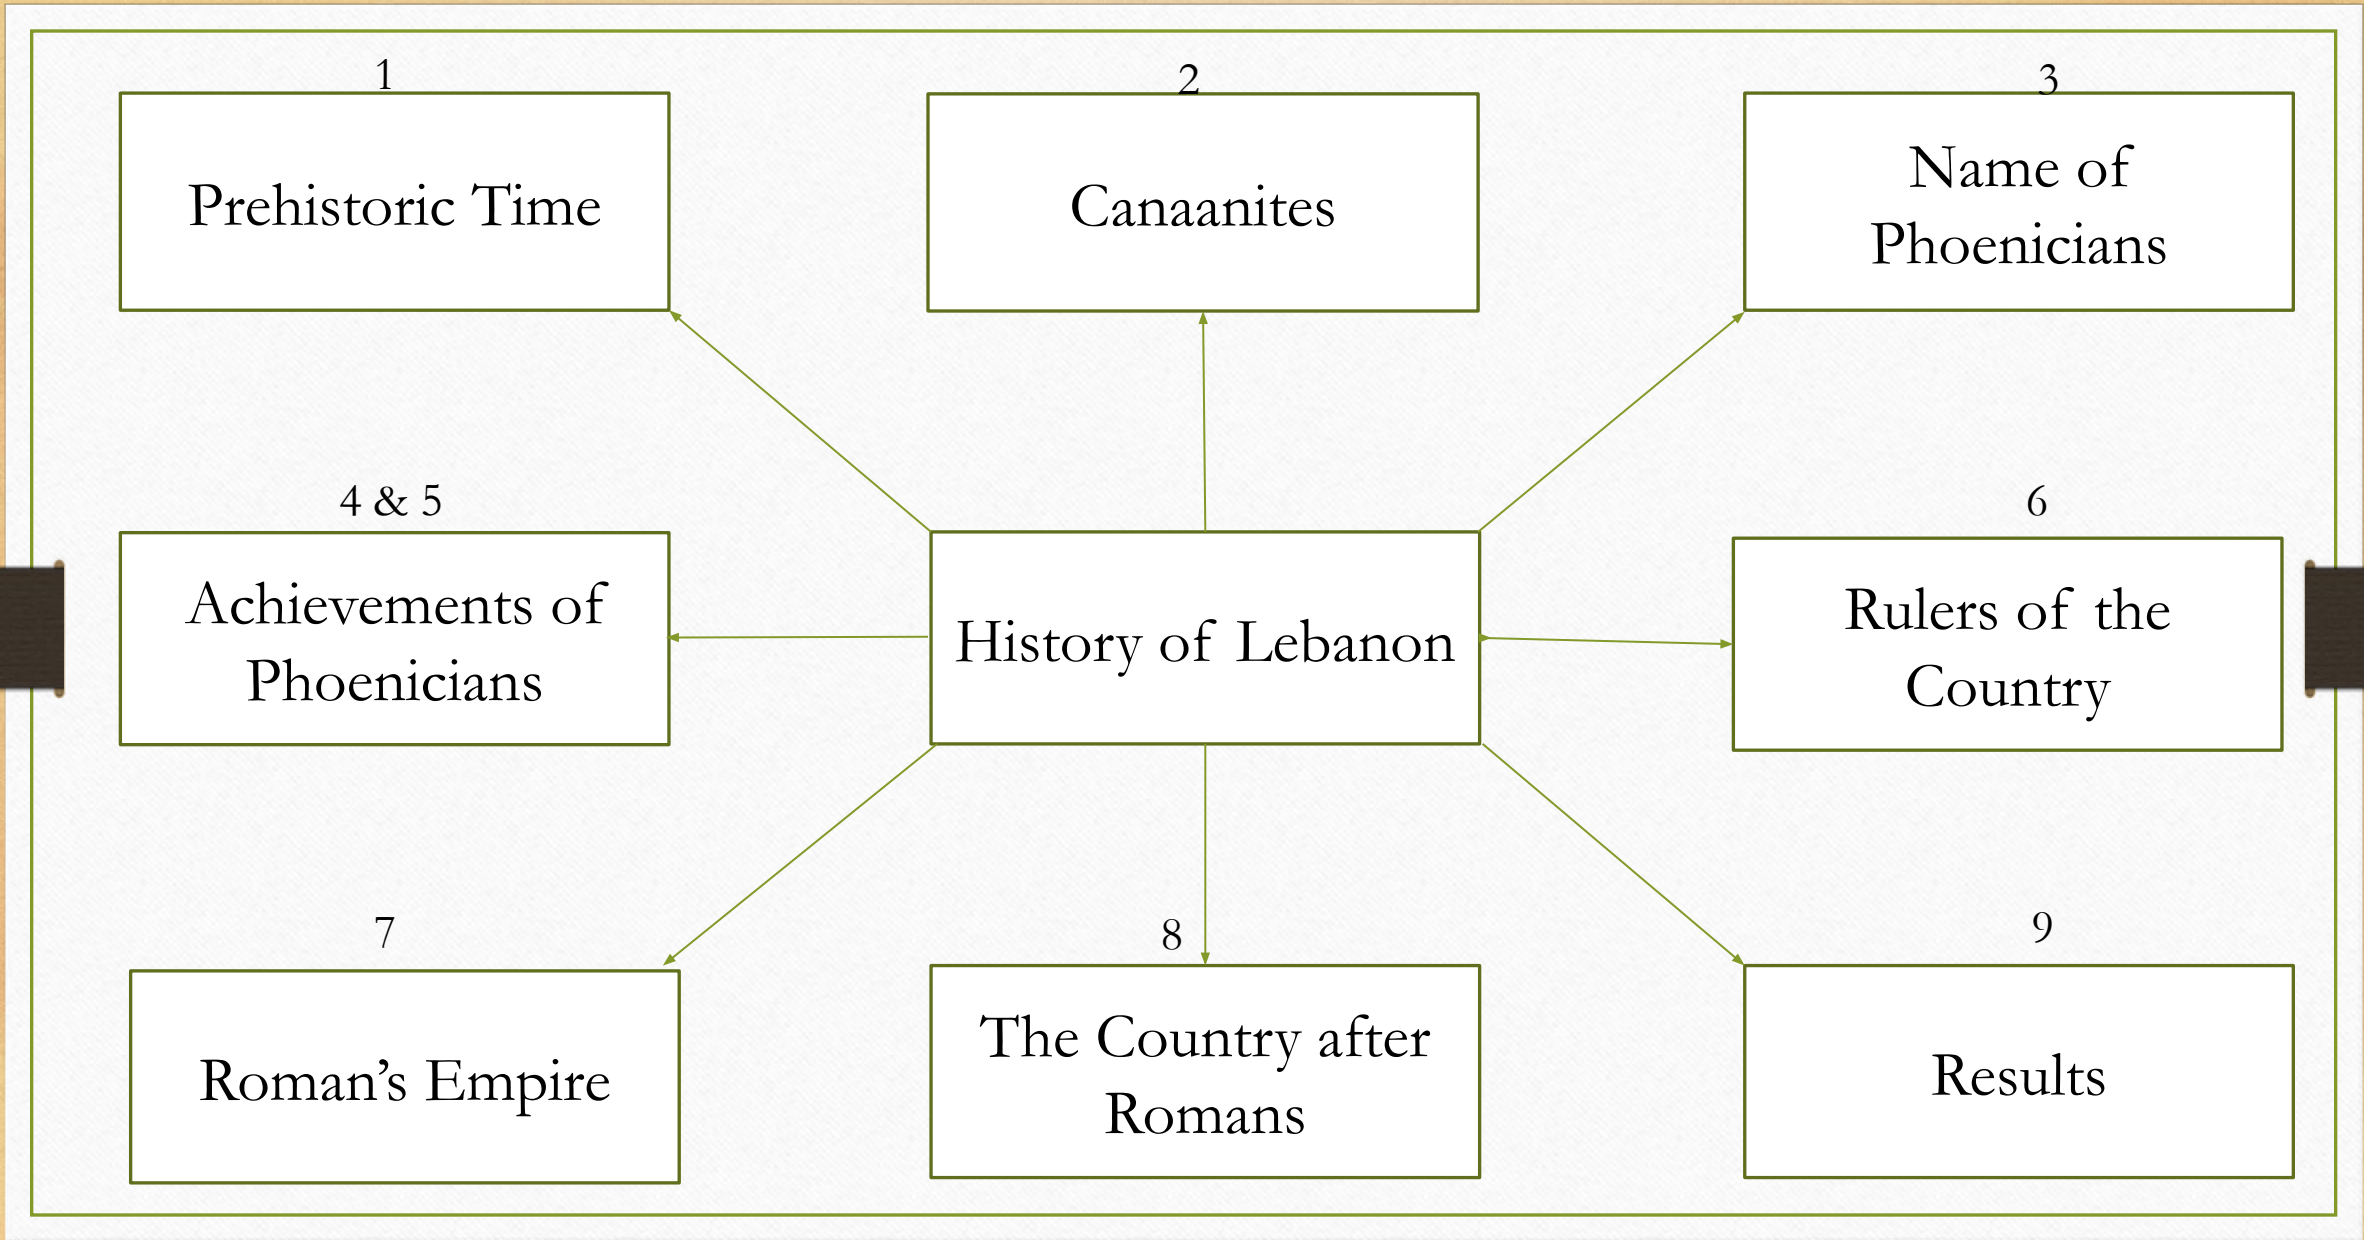 1
Prehistoric Time
2
Canaanites
3
Name of
Phoenicians
4 & 5
Achievements of
Phoenicians
History of Lebanon
6
Rulers of the
Country
7
Roman’s Empire
8
The Country after
Romans
9
Results